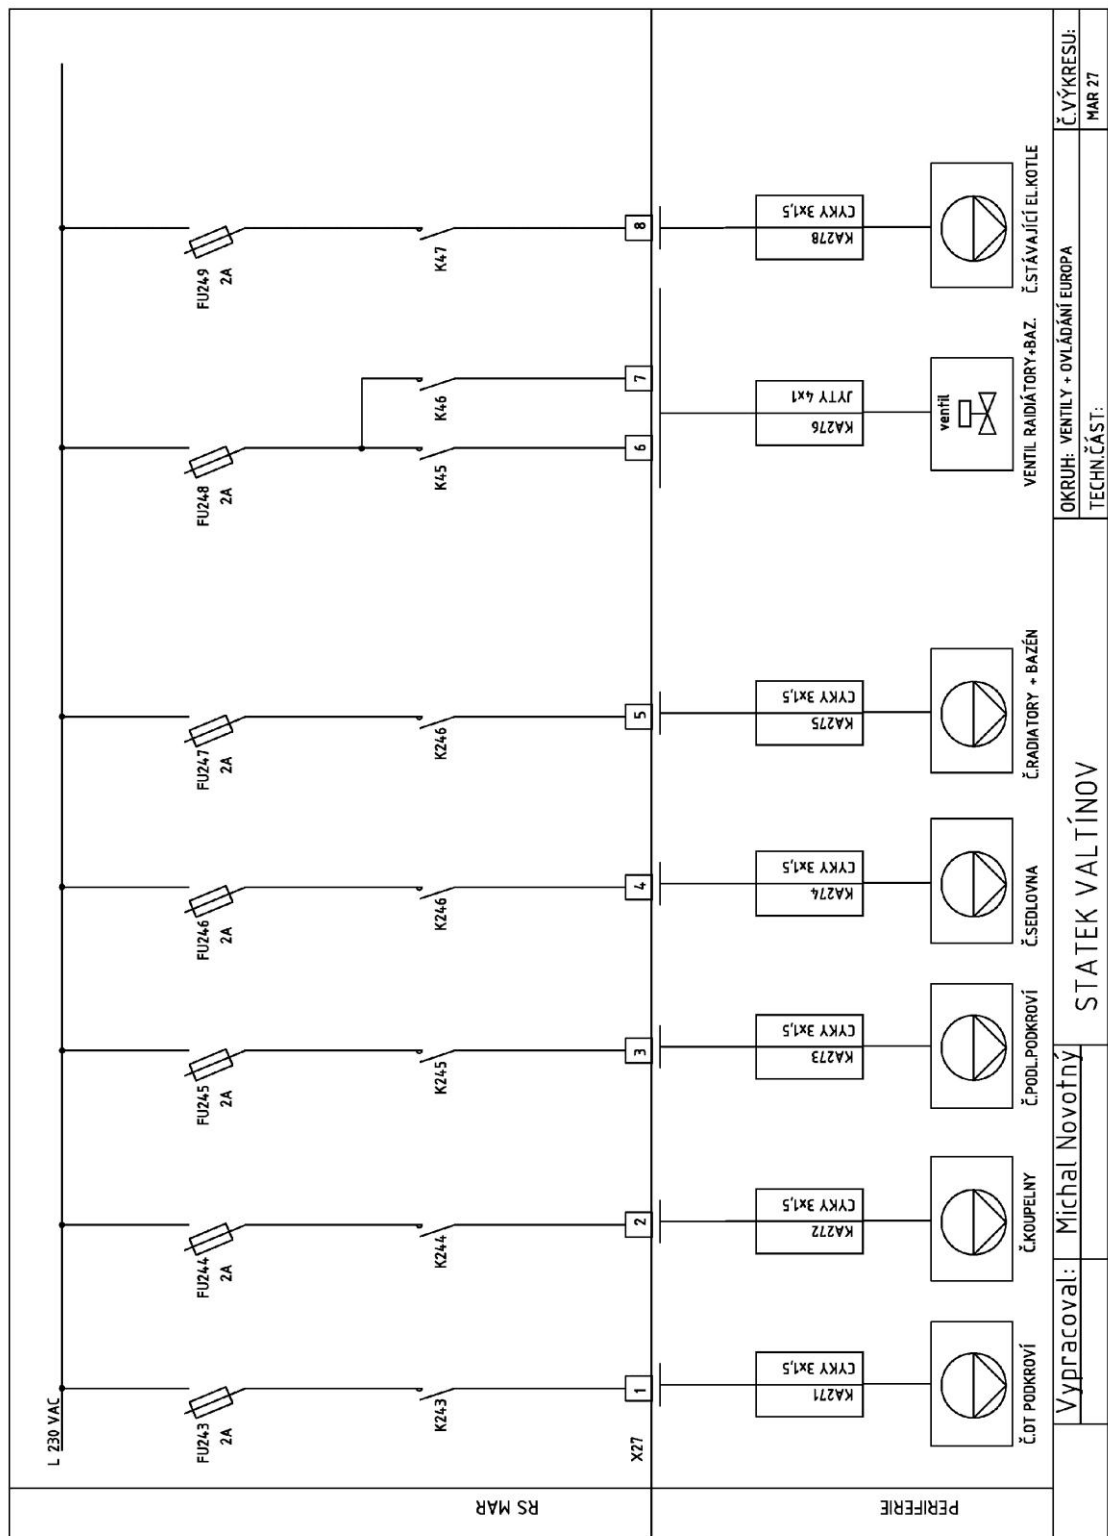 L 230 VAC
FU243
2A
FU244
2A
FU245
2A
FU246
2A
FU247
2A
FU248
2A
FU249
2A
K243
K244
K245
K246
K246
K45
K46
K47
RS MAR
X27
1
2
3
4
5
6
7
8
KA271
CYKY 3x1,5
KA272
CYKY 3x1,5
KA273
CYKY 3x1,5
KA274
CYKY 3x1,5
KA275
CYKY 3x1,5
KA276
JYTY 4x1
KA278
CYKY 3x1,5
PERIFERIE
ventil
Č.OT PODKROVÍ
Č.KOUPELNY
Č.PODL.PODKROVÍ
Č.SEDLOVNA
Č.RADIATORY + BAZÉN
VENTIL RAIDIÁTORY+BAZ.
Č.STÁVAJÍCÍ EL.KOTLE
Vypracoval:
Michal Novotný
STATEK VALTÍNOV
OKRUH: VENTILY + OVLÁDÁNÍ EUROPA
TECHN.ČÁST:
Č.VÝKRESU:
MAR 27